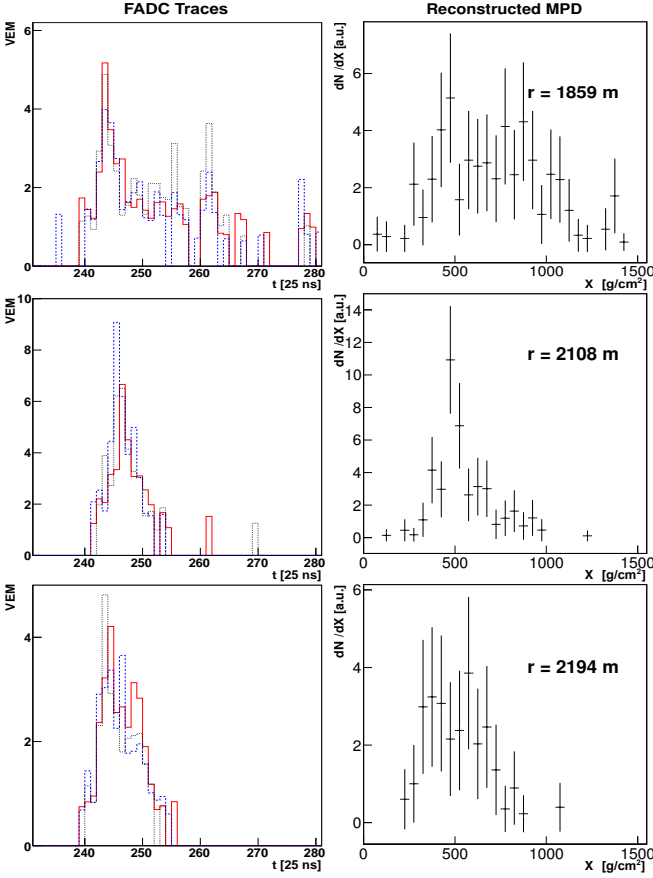 FADC Traces
Reconstructed MPD
VEM
6
4
2
0
240 250 260 270 280
t [25 ns]
dN /dX [a.u.]
r = 1859 m
6
4
2
0
0 500 1000 1500
X [g/cm²]
VEM
10
8
6
4
2
0
240 250 260 270 280
t [25 ns]
dN /dX [a.u.]
r = 2108 m
14
12
10
8
6
4
2
0
0 500 1000 1500
X [g/cm²]
VEM
4
2
0
240 250 260 270 280
t [25 ns]
dN /dX [a.u.]
r = 2194 m
6
4
2
0
0 500 1000 1500
X [g/cm²]